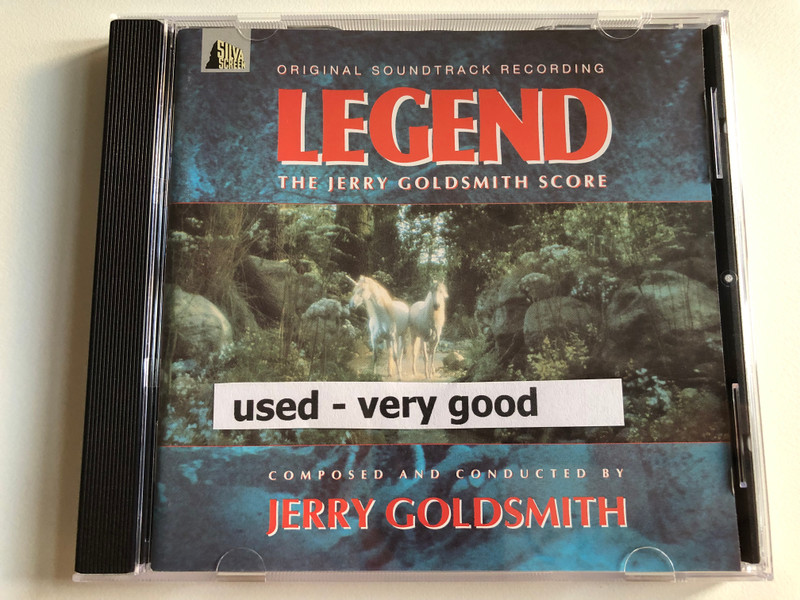 SILVA
SCREEN
ORIGINAL SOUNDTRACK RECORDING
LEGEND
THE JERRY GOLDSMITH SCORE
used - very good
COMPOSED AND CONDUCTED BY
JERRY GOLDSMITH